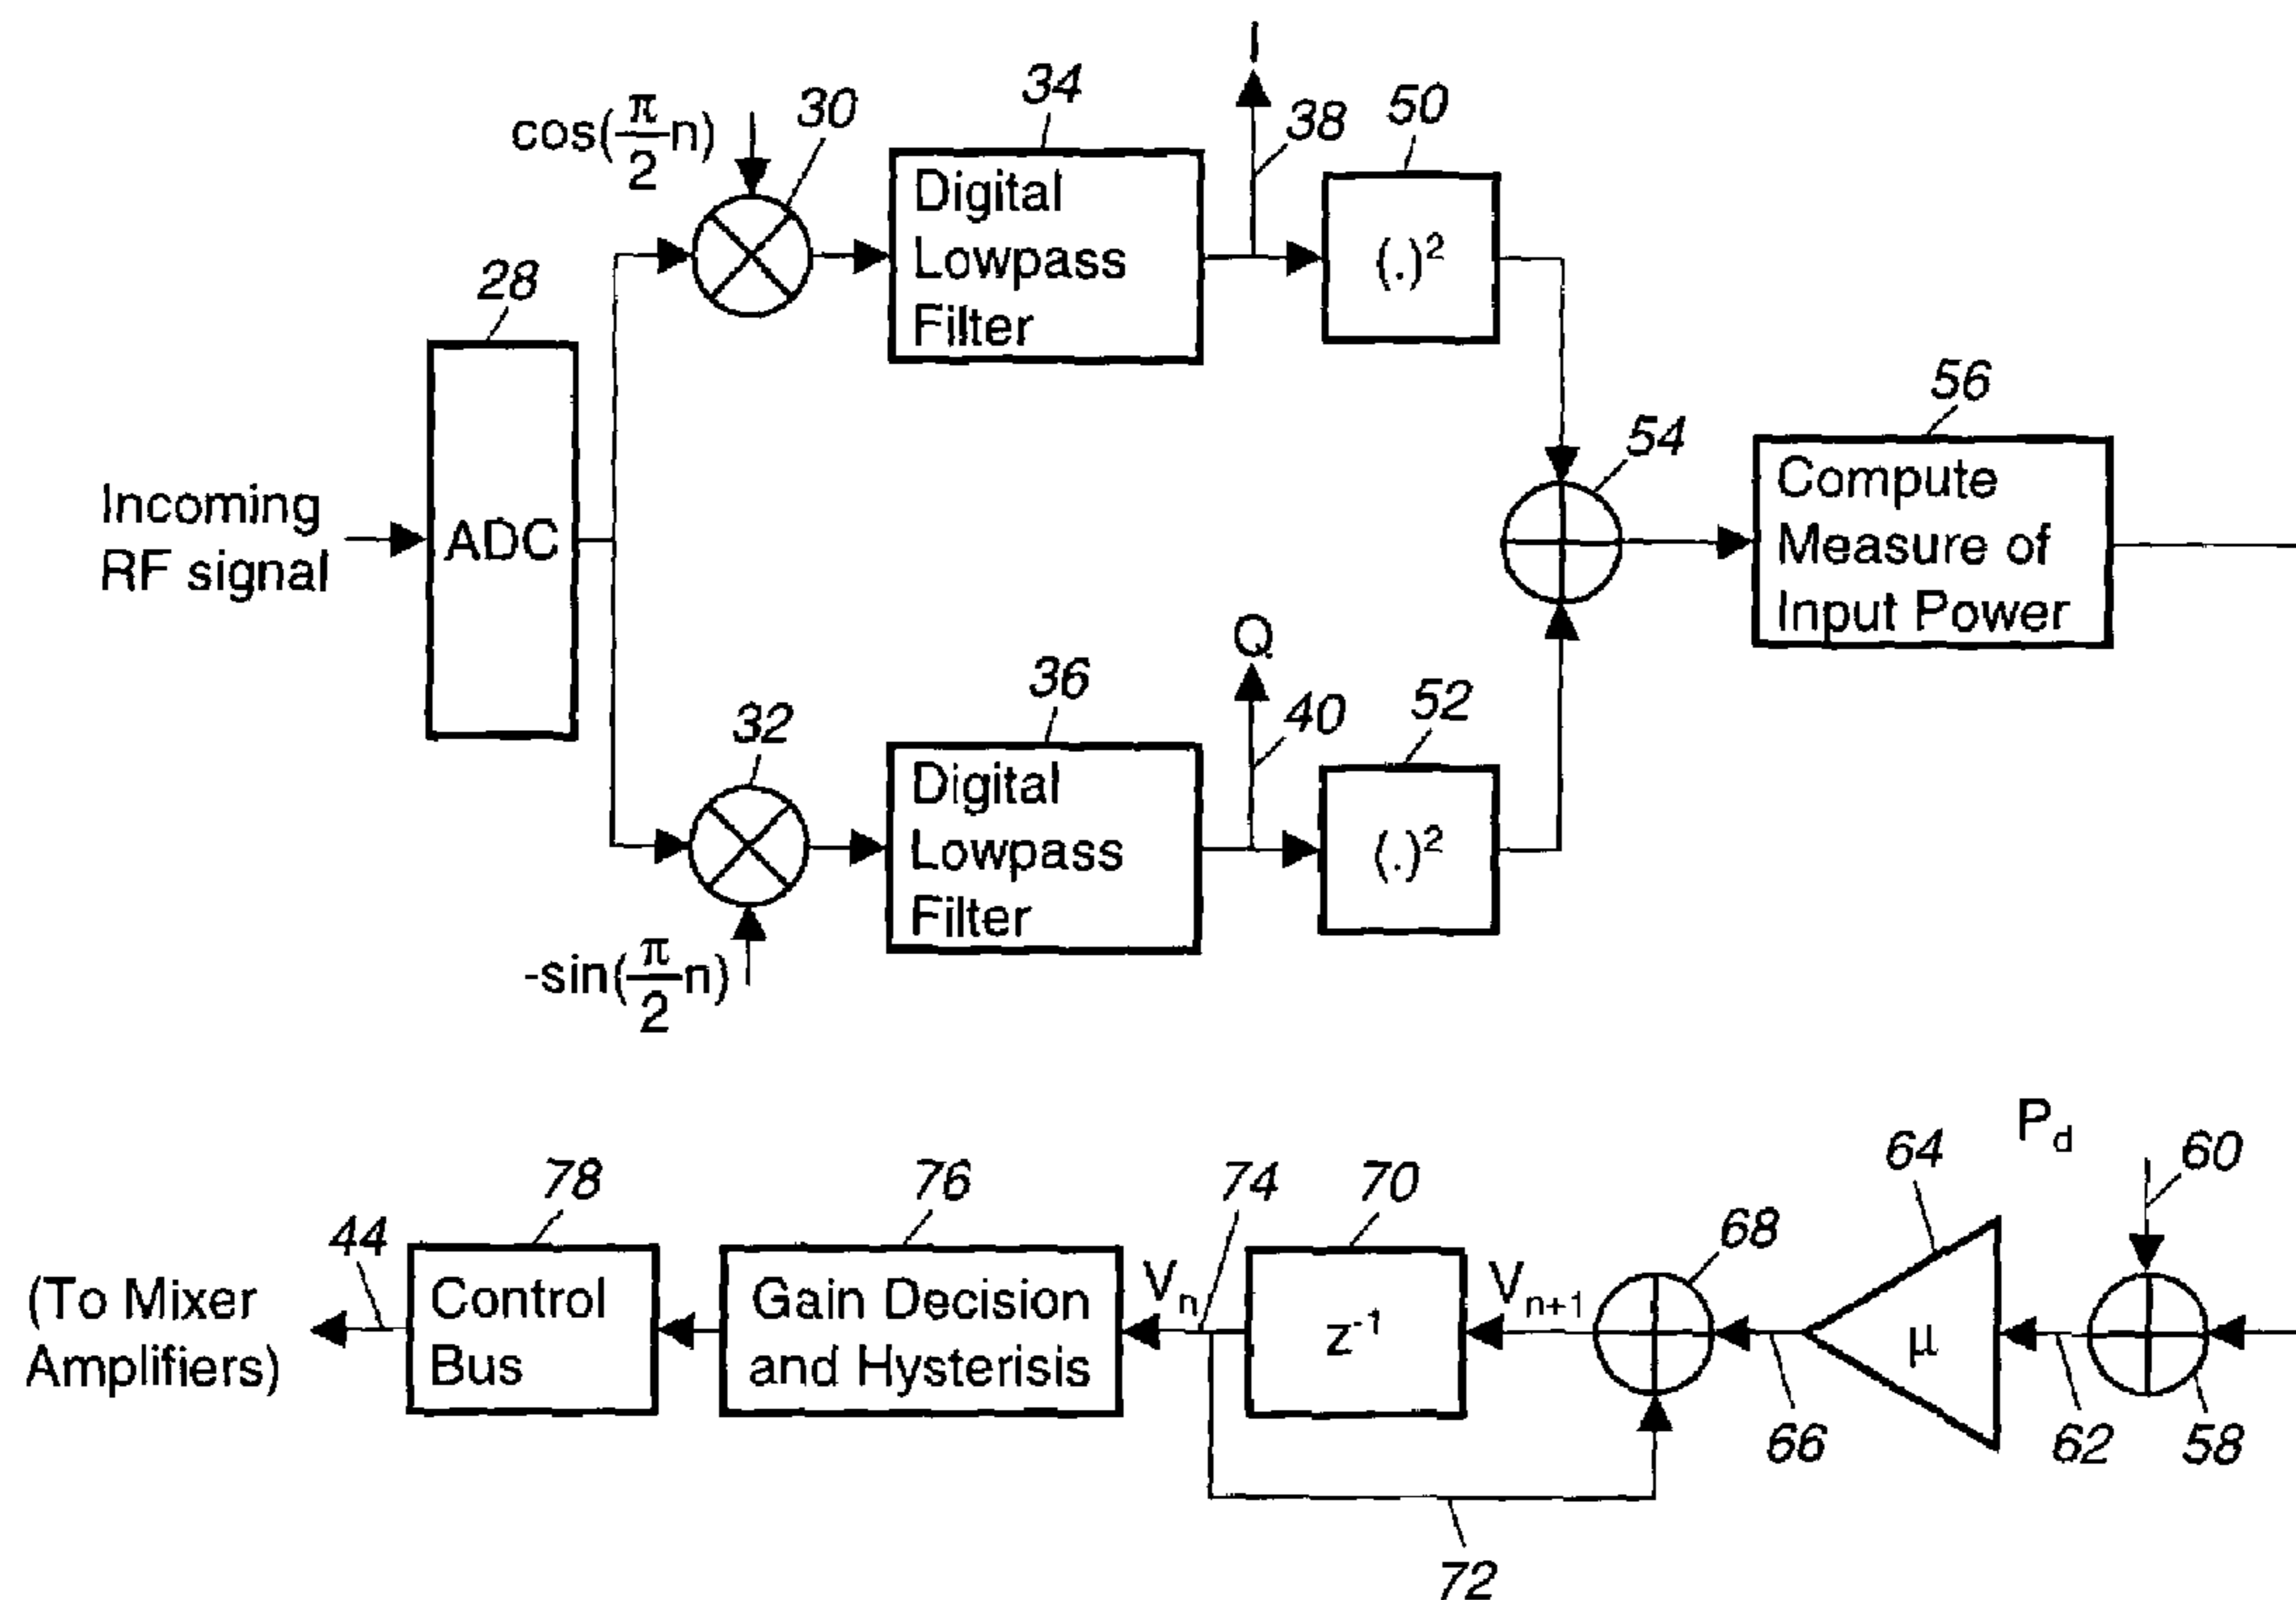 I
34
38
50
cos(π/2 n)
30
Digital
Lowpass
Filter
(.)²
28
56
54
Incoming
RF signal
ADC
Compute
Measure of
Input Power
Q
36
40
52
32
Digital
Lowpass
Filter
(.)²
-sin(π/2 n)
P_d
60
64
78
76
74
70
68
44
(To Mixer
Amplifiers)
Control
Bus
Gain Decision
and Hysterisis
V_n
z⁻¹
V_{n+1}
μ
66
62
58
72